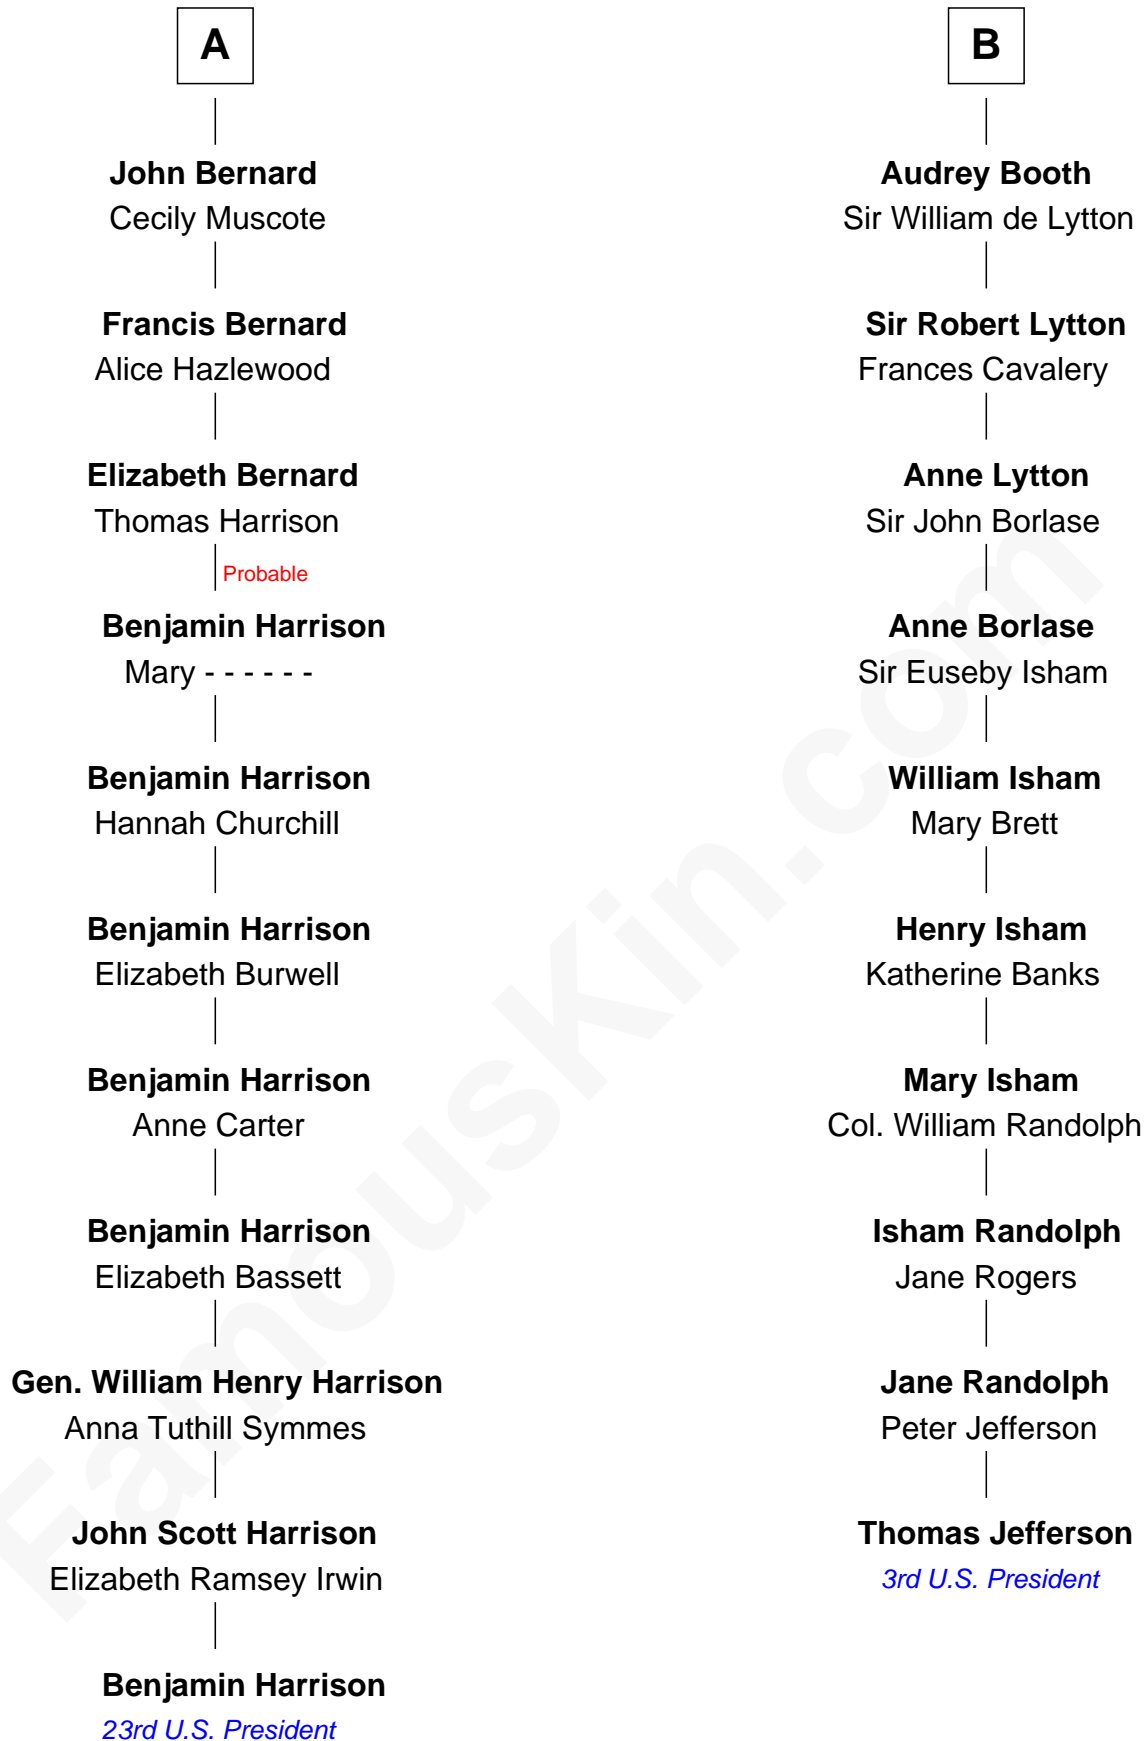 A
John Bernard
Cecily Muscote
Francis Bernard
Alice Hazlewood
Elizabeth Bernard
Thomas Harrison
Probable
Benjamin Harrison
Mary - - - - - -
Benjamin Harrison
Hannah Churchill
Benjamin Harrison
Elizabeth Burwell
Benjamin Harrison
Anne Carter
Benjamin Harrison
Elizabeth Bassett
Gen. William Henry Harrison
Anna Tuthill Symmes
John Scott Harrison
Elizabeth Ramsey Irwin
Benjamin Harrison
23rd U.S. President
B
Audrey Booth
Sir William de Lytton
Sir Robert Lytton
Frances Cavalery
Anne Lytton
Sir John Borlase
Anne Borlase
Sir Euseby Isham
William Isham
Mary Brett
Henry Isham
Katherine Banks
Mary Isham
Col. William Randolph
Isham Randolph
Jane Rogers
Jane Randolph
Peter Jefferson
Thomas Jefferson
3rd U.S. President
FamousKin.com